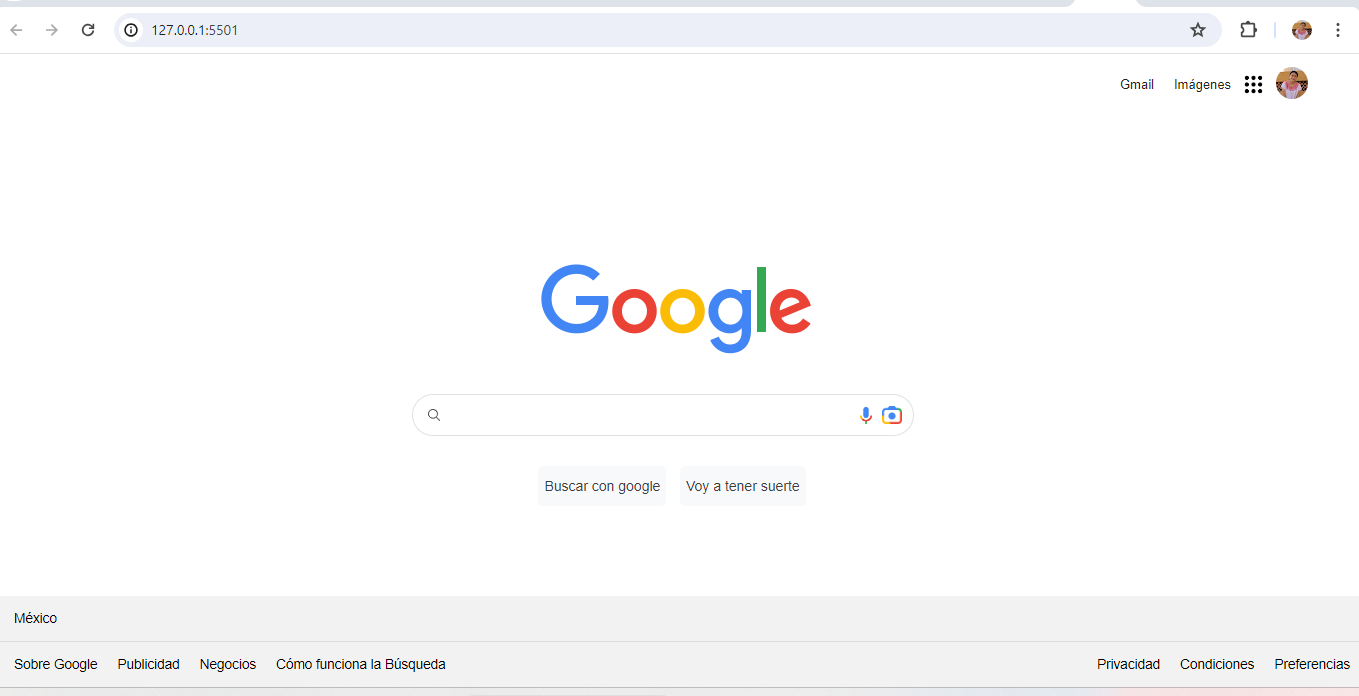 127.0.0.1:5501
Gmail Imágenes
Google
Buscar con google Voy a tener suerte
México
Sobre Google Publicidad Negocios Cómo funciona la Búsqueda Privacidad Condiciones Preferencias